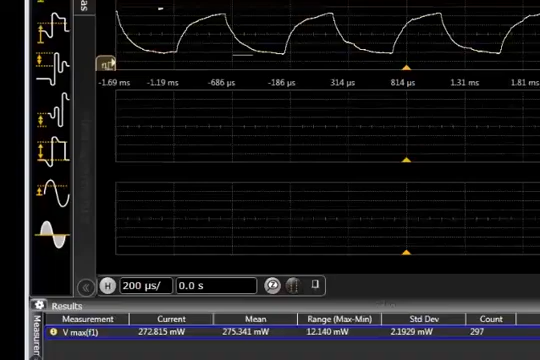 as
-1.69 ms -1.19 ms -686 µs -186 µs 314 µs 814 µs 1.31 ms 1.81 ms
H 200 µs/ 0.0 s
Results
Measurement Current Mean Range (Max-Min) Std Dev Count
V max(f1) 272.815 mW 275.341 mW 12.140 mW 2.1929 mW 297
Measurer